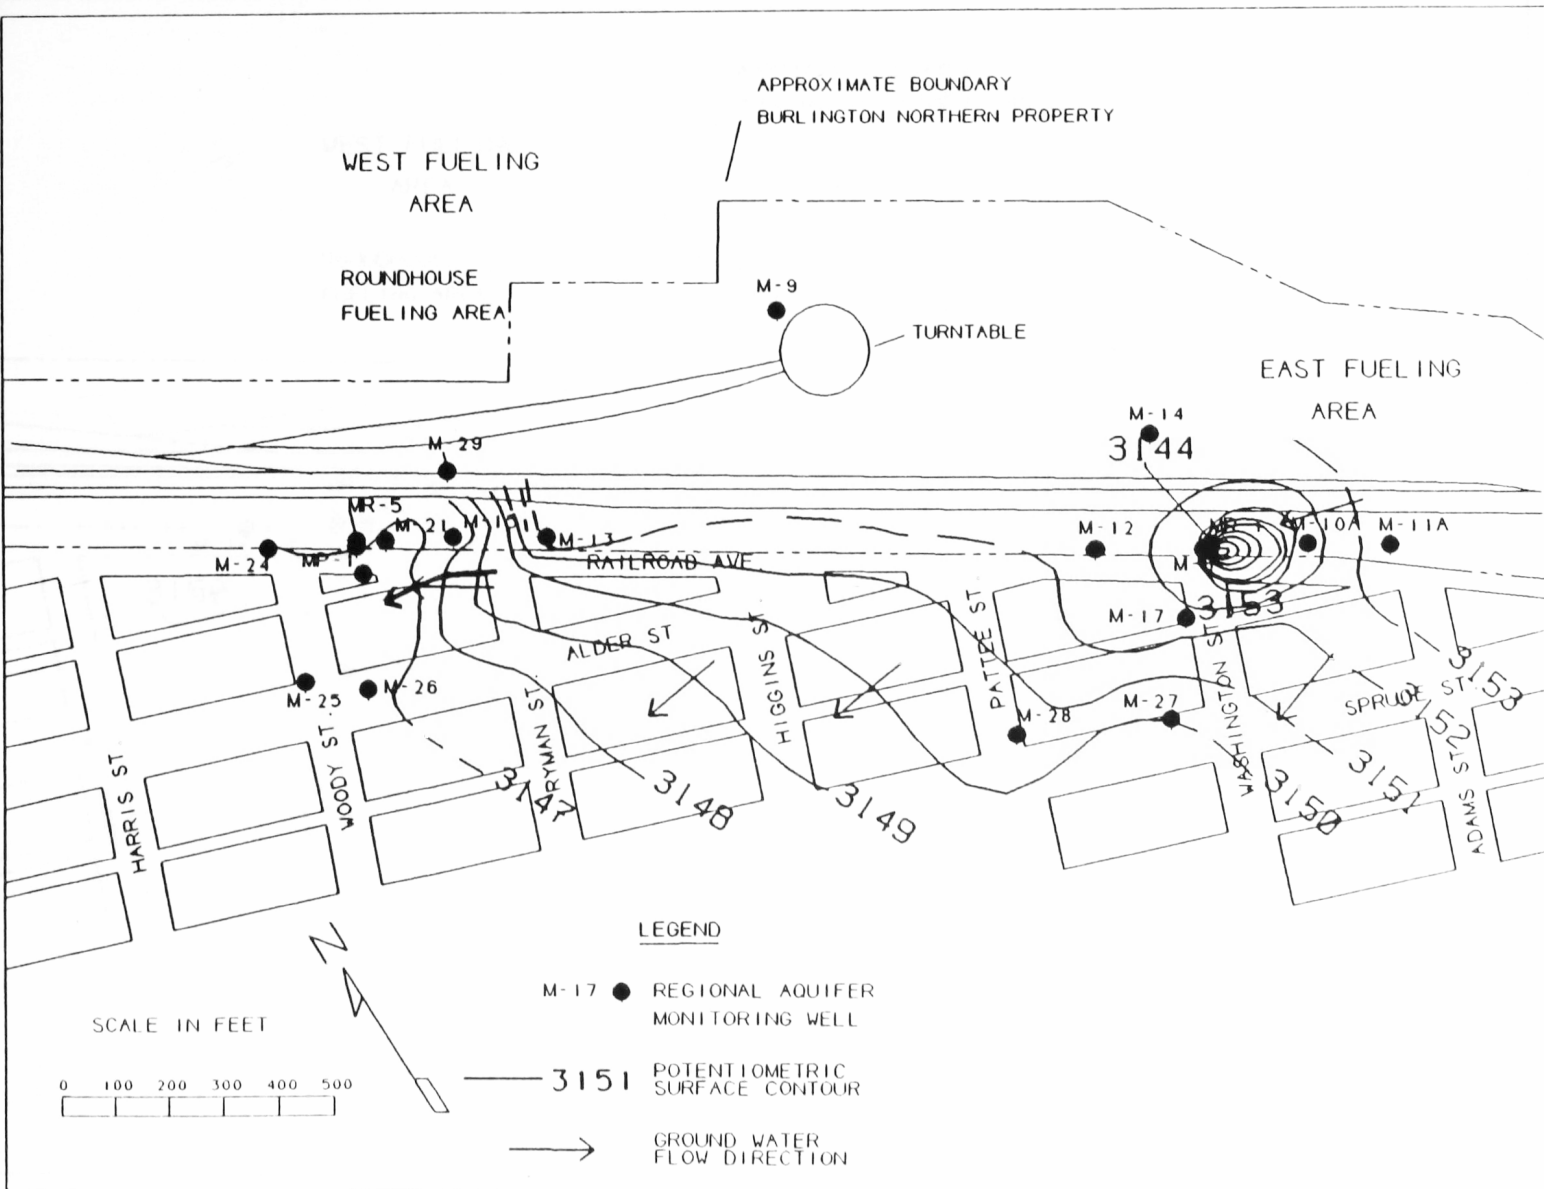 APPROXIMATE BOUNDARY
BURLINGTON NORTHERN PROPERTY
WEST FUELING
AREA
ROUNDHOUSE
FUELING AREA
M-9
TURNTABLE
EAST FUELING
AREA
M-14
3144
M-29
MR-5
M-21
M-13
M-12
M-10A
M-11A
M-24
RAILROAD AVE.
M-17
3153
ALDER ST
HIGGINS ST
PATTEE ST.
WASHINGTON ST.
M-25
M-26
M-28
M-27
SPRUCE ST.
3153
3152
3151
3150
3149
3148
HARRIS ST
WOODY ST.
RYMAN ST.
ADAMS ST
N
LEGEND
M-17 REGIONAL AQUIFER
MONITORING WELL
3151 POTENTIOMETRIC
SURFACE CONTOUR
GROUND WATER
FLOW DIRECTION
SCALE IN FEET
0 100 200 300 400 500